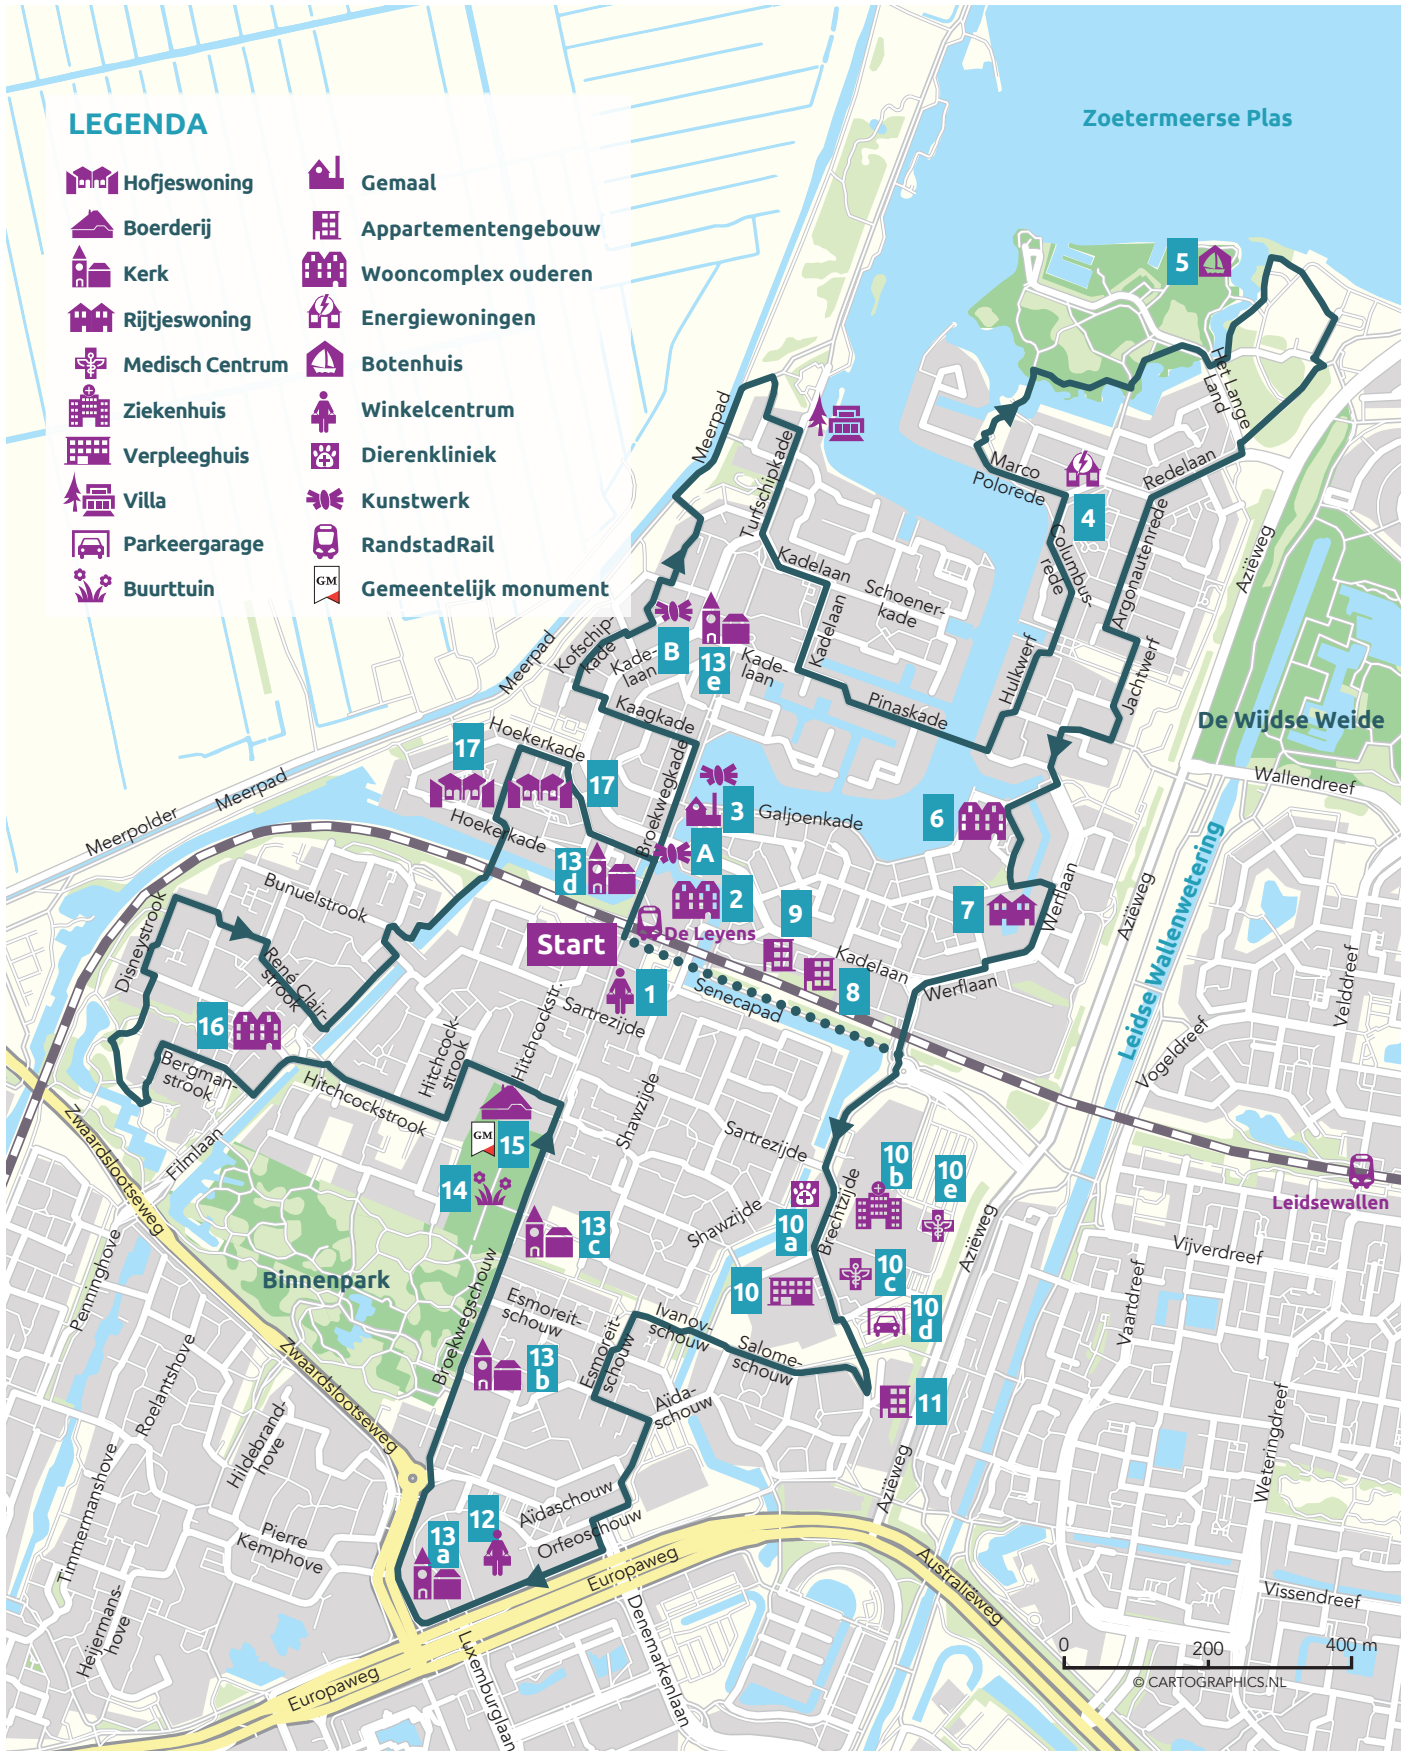 LEGENDA
Hofjeswoning
Boerderij
Kerk
Rijtjeswoning
Medisch Centrum
Ziekenhuis
Verpleeghuis
Villa
Parkeergarage
Buurttuin
Gemaal
Appartementengebouw
Wooncomplex ouderen
Energiewoningen
Botenhuis
Winkelcentrum
Dierenkliniek
Kunstwerk
RandstadRail
GM
Gemeentelijk monument
Zoetermeerse Plas
5
Het Lange
Land
Meerpad
Turfschipkade
Marco
Polorede
Redelaan
4
Columbus-
rede
Argonautenrede
Aziëweg
Kadelaan
Schoener-
kade
Kadelaan
Kofschip-
kade
Kade-
laan
B
13
e
Kade-
laan
Meerpad
Hulkwerf
Jachtwerf
Pinaskade
Kaagkade
De Wijdse Weide
Hoekerkade
17
17
Broekwegkade
Wallendreef
Meerpad
Meerpolder
Hoekerkade
3
Galjoenkade
6
A
13
d
2
9
7
Werflaan
Aziëweg
Leidse Wallenwetering
Bunuelstrook
Disneystrook
René Clair-
strook
Start
De Leyens
Kadelaan
8
Werflaan
1
Senecapad
Sartrezijde
Velddreef
Vogeldreef
16
Bergman-
strook
Hitchcock-
strook
Hitchcockstr.
Hitchcockstrook
Shawzijde
Sartrezijde
Zwaardslootseweg
Filmlaan
GM
15
14
10
b
10
e
Leidsewallen
Shawzijde
10
a
Brechtzijde
Aziëweg
13
c
10
c
Vijverdreef
Penninghove
Binnenpark
10
10
d
Vaartdreef
Broekwegschouw
Esmoreit-
schouw
Esmoreit-
schouw
Ivanov-
schouw
Salome-
schouw
Zwaardslootseweg
Roelantshove
13
b
Aïda-
schouw
11
Hildebrand-
hove
Weteringdreef
Timmermanshove
Aziëweg
Aïdaschouw
12
Orfeoschouw
Pierre
Kemphove
13
a
Europaweg
Australiëweg
Vissendreef
Heijermans-
hove
Denemarkenlaan
Luxemburglaan
Europaweg
0
200
400 m
© CARTOGRAPHICS.NL